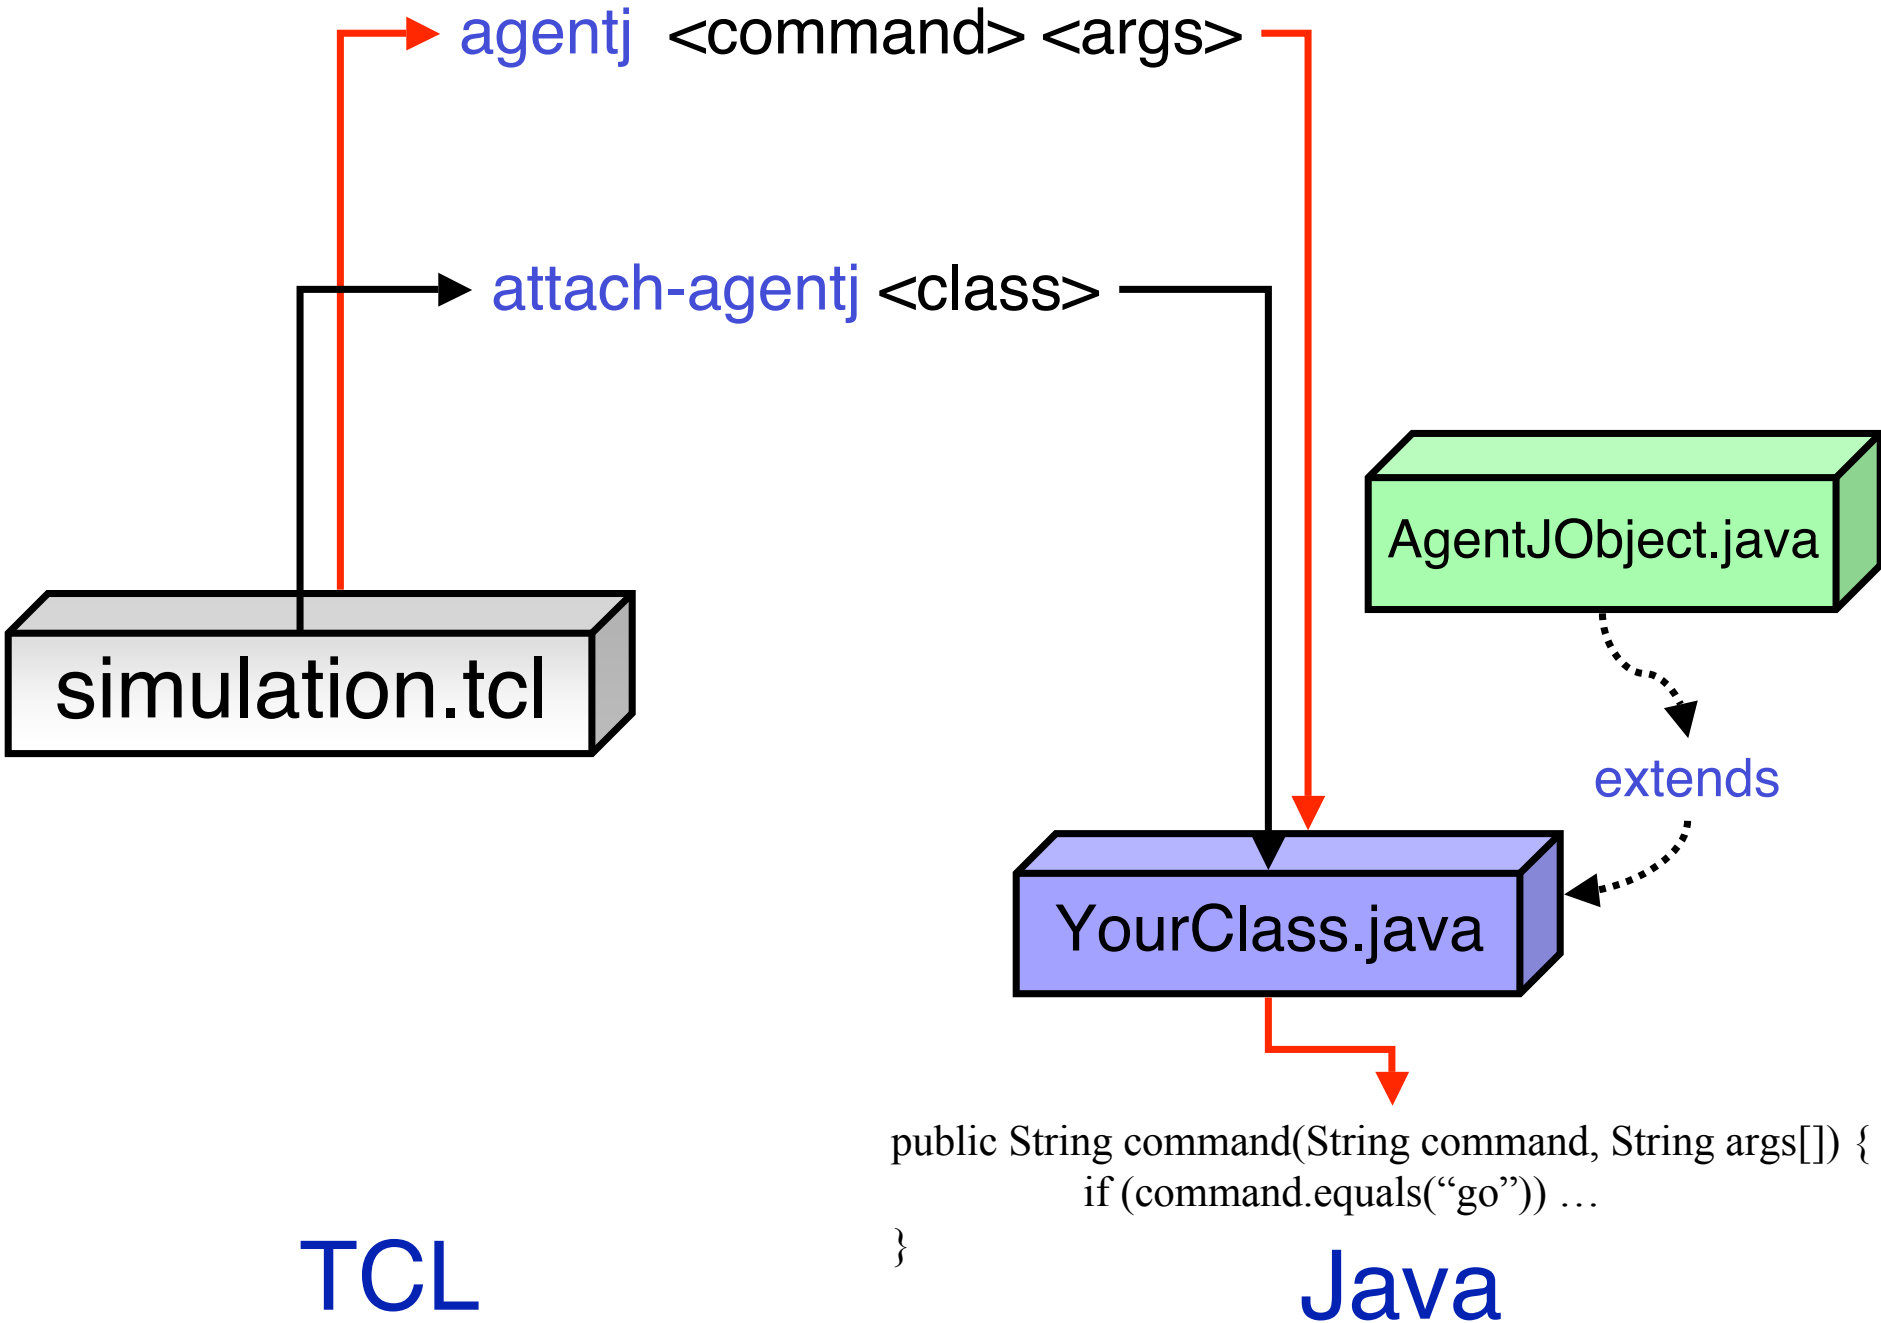 agentj <command> <args>
attach-agentj <class>
AgentJObject.java
simulation.tcl
extends
YourClass.java
public String command(String command, String args[]) {
if (command.equals(“go”)) …
}
TCL
Java